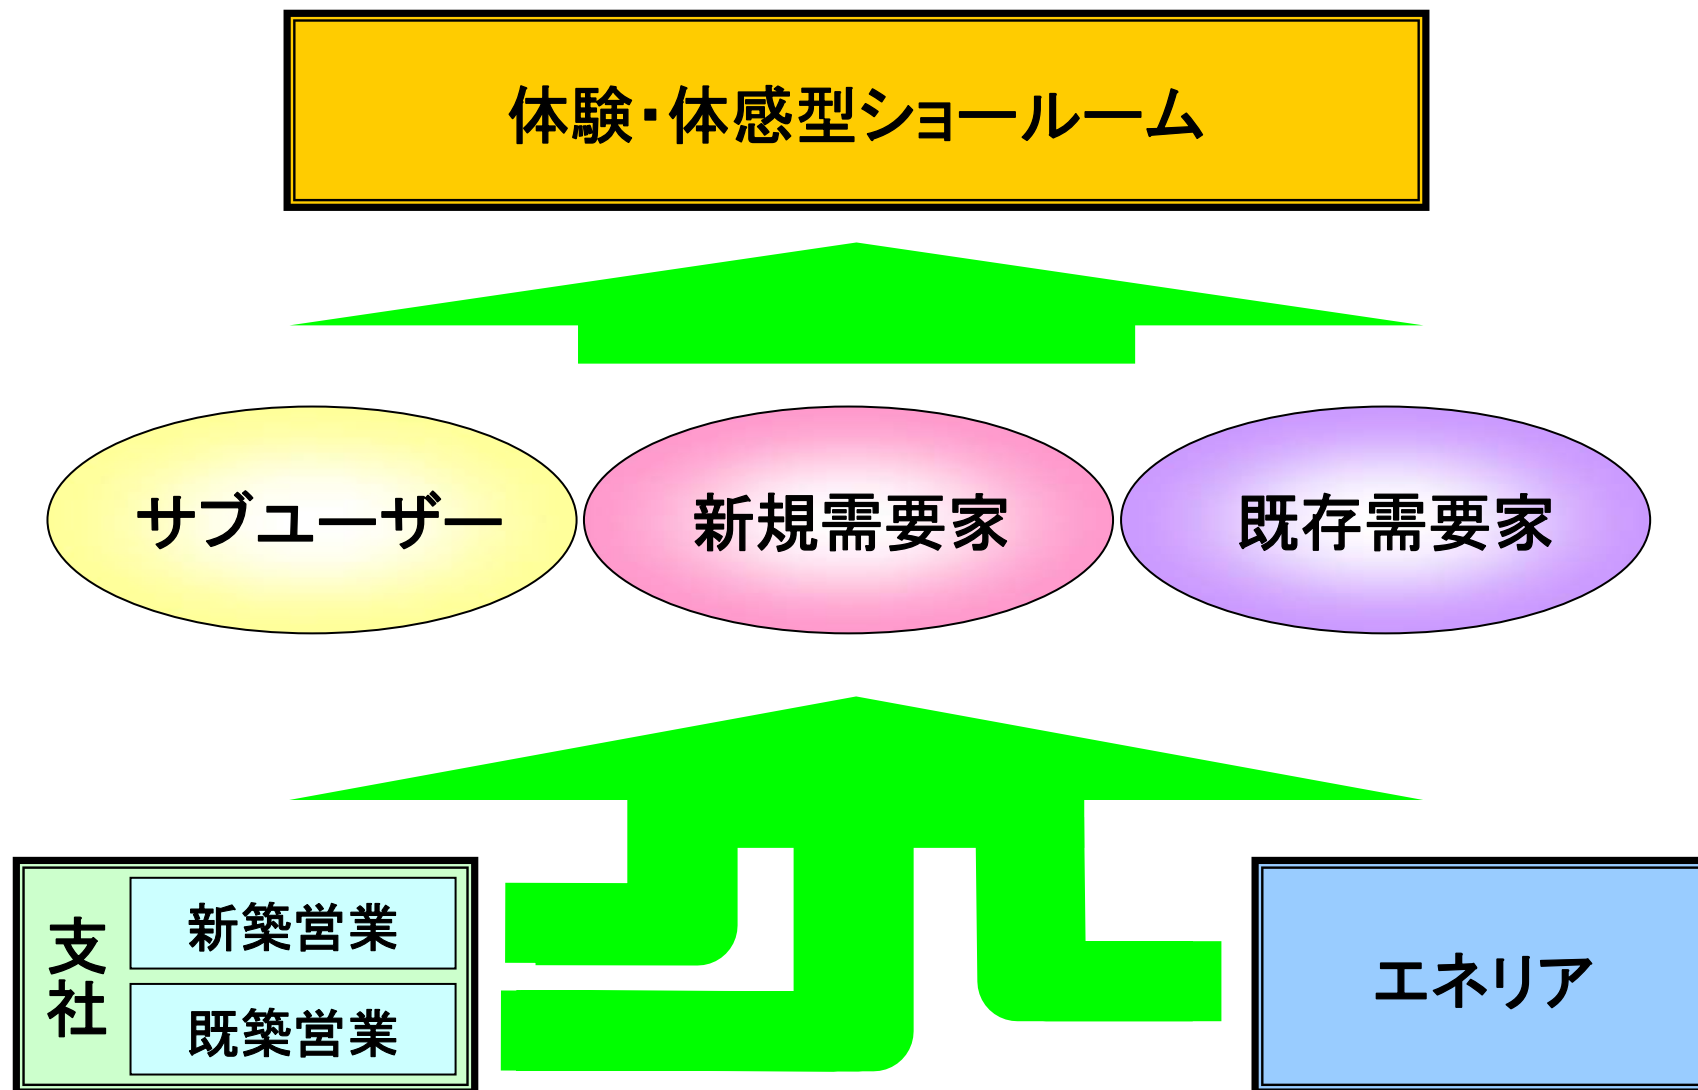 体験・体感型ショールーム
サブユーザー
新規需要家
既存需要家
支社
新築営業
既築営業
エネリア